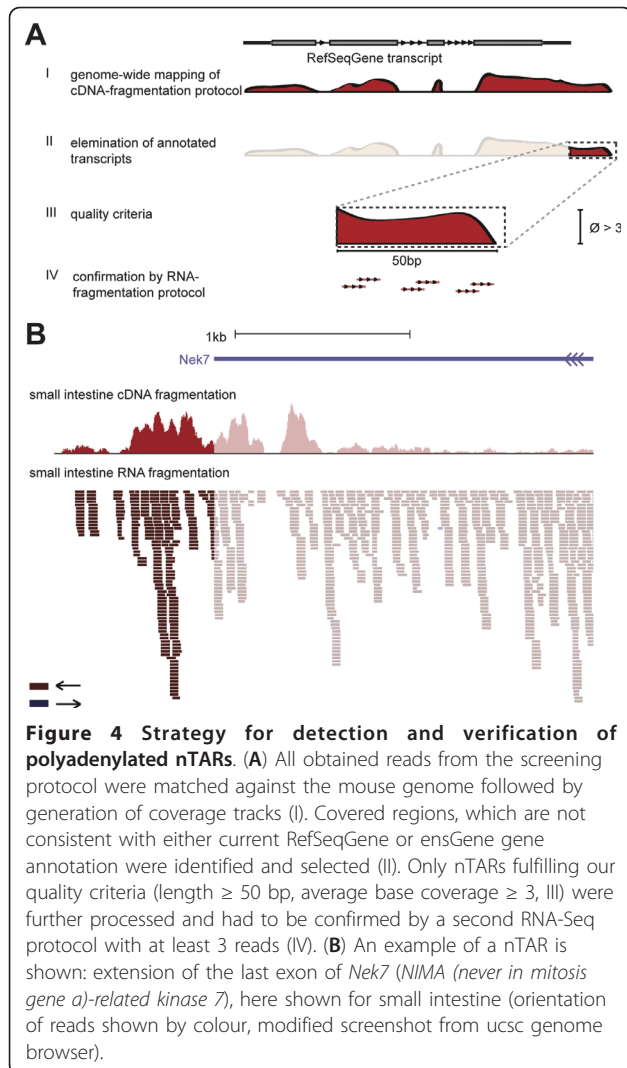 A
RefSeqGene transcript
I genome-wide mapping of
cDNA-fragmentation protocol
II elemination of annotated
transcripts
III quality criteria
Ø > 3
50bp
IV confirmation by RNA-
fragmentation protocol
B
1kb
Nek7
small intestine cDNA fragmentation
small intestine RNA fragmentation
Figure 4 Strategy for detection and verification of
polyadenylated nTARs. (A) All obtained reads from the screening
protocol were matched against the mouse genome followed by
generation of coverage tracks (I). Covered regions, which are not
consistent with either current RefSeqGene or ensGene gene
annotation were identified and selected (II). Only nTARs fulfilling our
quality criteria (length ≥ 50 bp, average base coverage ≥ 3, III) were
further processed and had to be confirmed by a second RNA-Seq
protocol with at least 3 reads (IV). (B) An example of a nTAR is
shown: extension of the last exon of Nek7 (NIMA (never in mitosis
gene a)-related kinase 7), here shown for small intestine (orientation
of reads shown by colour, modified screenshot from ucsc genome
browser).